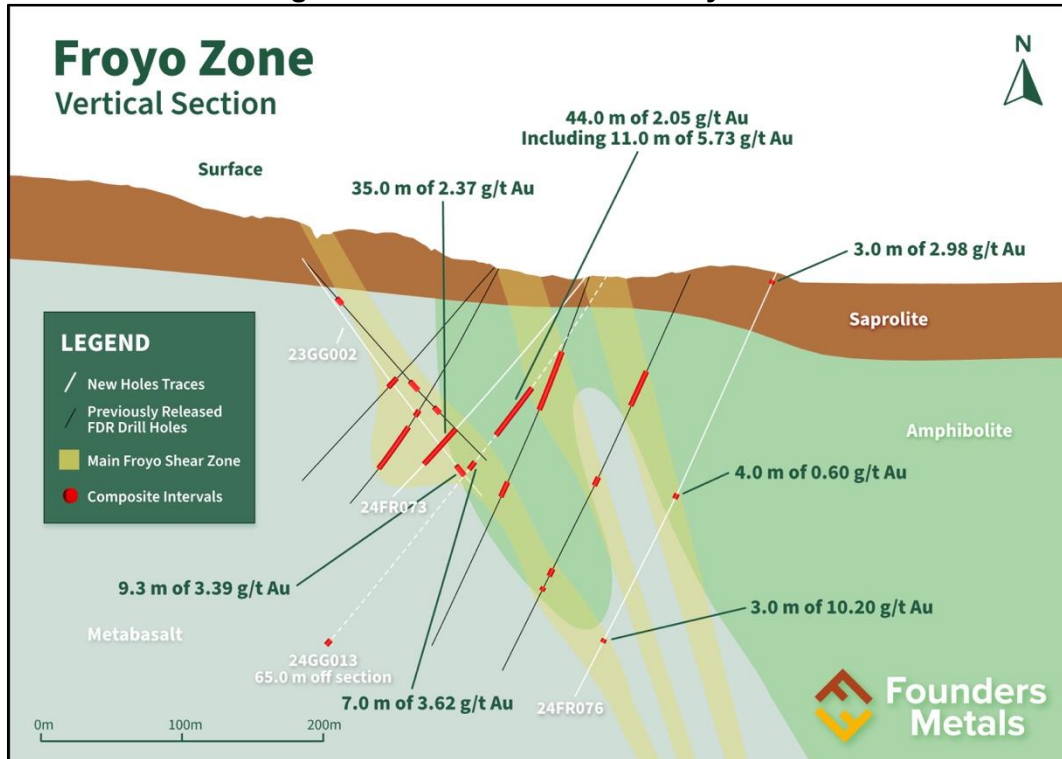 Froyo Zone
Vertical Section
N
44.0 m of 2.05 g/t Au
Including 11.0 m of 5.73 g/t Au
Surface
35.0 m of 2.37 g/t Au
3.0 m of 2.98 g/t Au
Saprolite
LEGEND
New Holes Traces
Previously Released
FDR Drill Holes
Main Froyo Shear Zone
Composite Intervals
23GG002
Amphibolite
4.0 m of 0.60 g/t Au
24FR073
9.3 m of 3.39 g/t Au
3.0 m of 10.20 g/t Au
Metabasalt
24GG013
65.0 m off section
7.0 m of 3.62 g/t Au
24FR076
0m 100m 200m
Founders
Metals